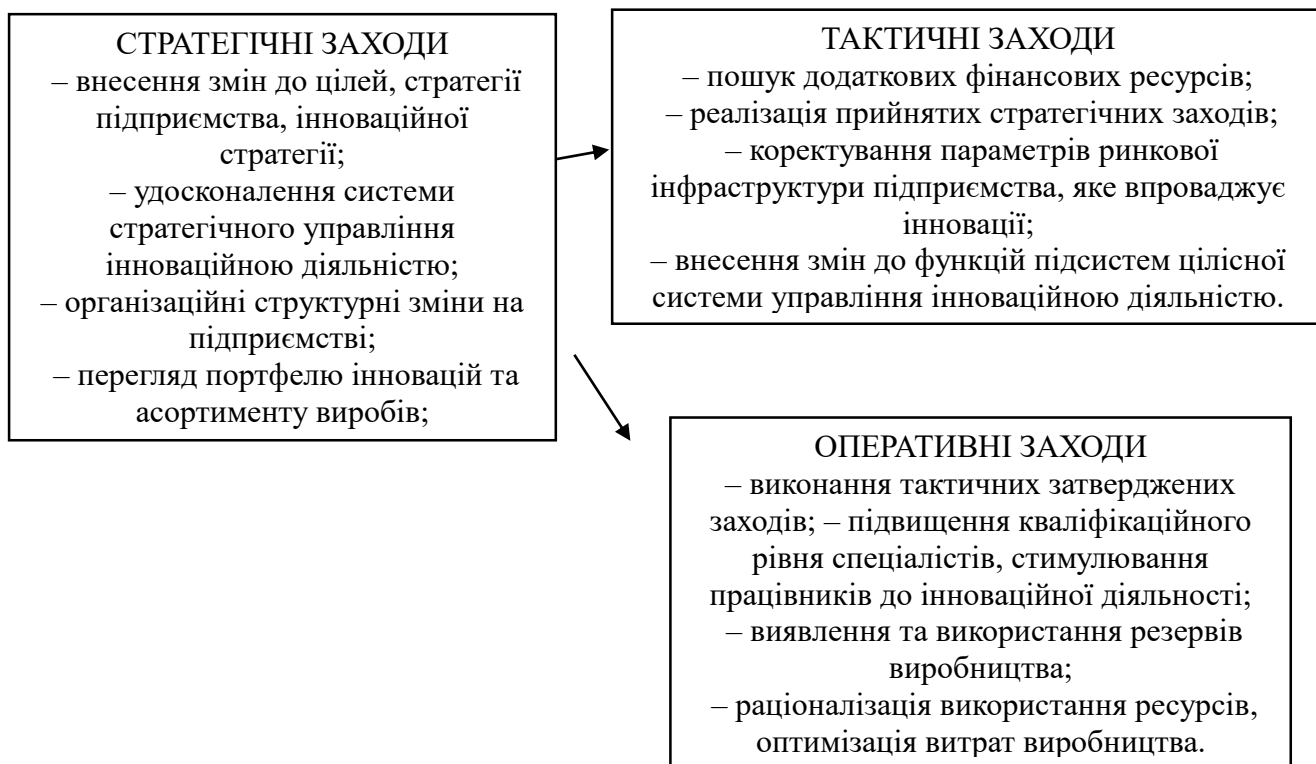 СТРАТЕГІЧНІ ЗАХОДИ
– внесення змін до цілей, стратегії
підприємства, інноваційної
стратегії;
– удосконалення системи
стратегічного управління
інноваційною діяльністю;
– організаційні структурні зміни на
підприємстві;
– перегляд портфелю інновацій та
асортименту виробів;
ТАКТИЧНІ ЗАХОДИ
– пошук додаткових фінансових ресурсів;
– реалізація прийнятих стратегічних заходів;
– коректування параметрів ринкової
інфраструктури підприємства, яке впроваджує
інновації;
– внесення змін до функцій підсистем цілісної
системи управління інноваційною діяльністю.
ОПЕРАТИВНІ ЗАХОДИ
– виконання тактичних затверджених
заходів; – підвищення кваліфікаційного
рівня спеціалістів, стимулювання
працівників до інноваційної діяльності;
– виявлення та використання резервів
виробництва;
– раціоналізація використання ресурсів,
оптимізація витрат виробництва.